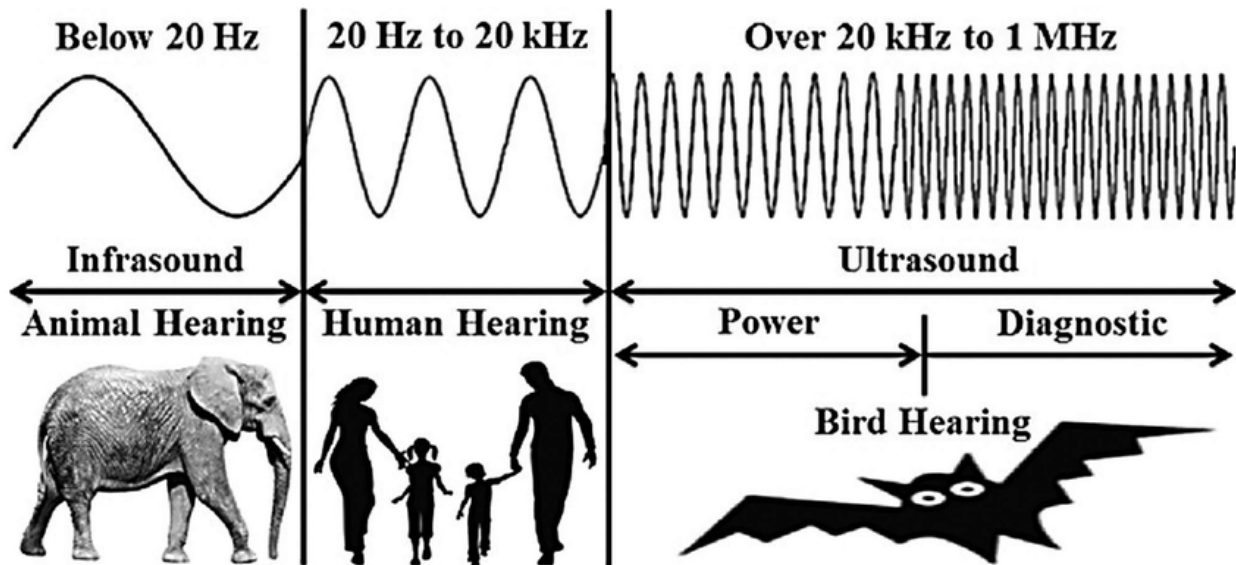 Below 20 Hz
20 Hz to 20 kHz
Over 20 kHz to 1 MHz
Infrasound
Ultrasound
Animal Hearing
Human Hearing
Power
Diagnostic
Bird Hearing